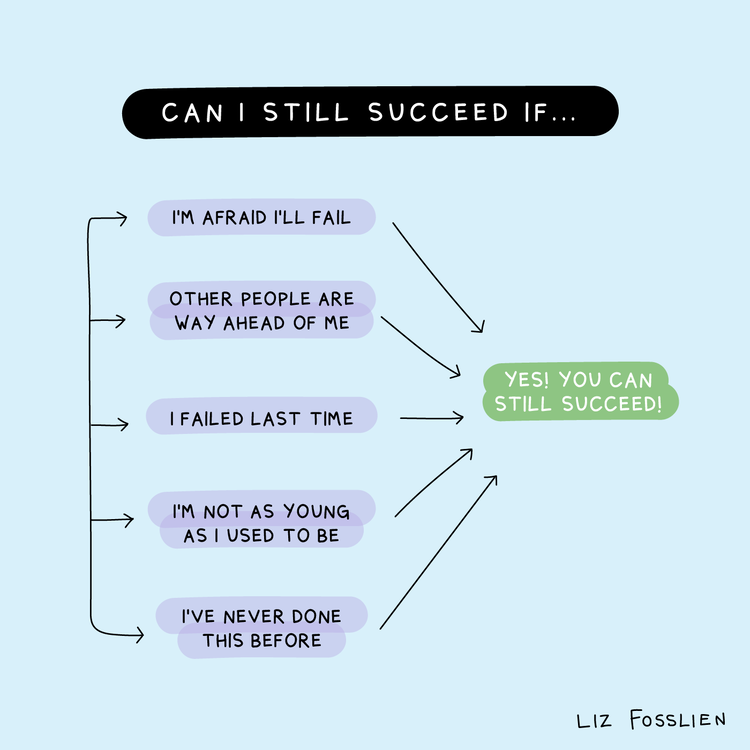 CAN I STILL SUCCEED IF...
I'M AFRAID I'LL FAIL
OTHER PEOPLE ARE
WAY AHEAD OF ME
I FAILED LAST TIME
I'M NOT AS YOUNG
AS I USED TO BE
I'VE NEVER DONE
THIS BEFORE
YES! YOU CAN
STILL SUCCEED!
LIZ FOSSLIEN